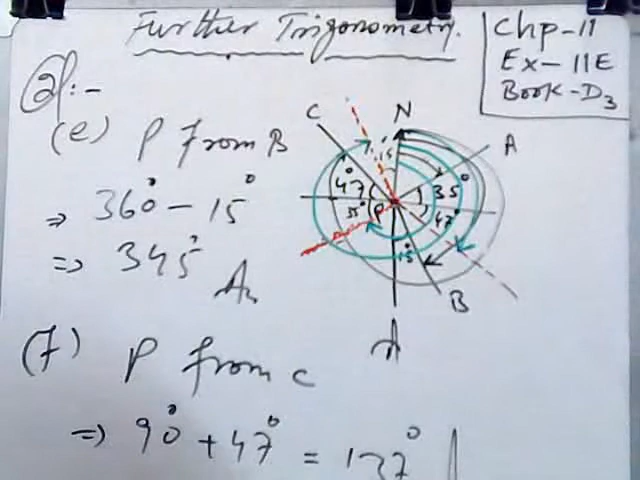 Further Trigonometry.
Chp-11
Ex-11E
Book-D3
Q1:-
(e) P from B
⇒ 360° - 15°
⇒ 345°
(f) P from C
⇒ 90° + 47° = 137°
C
N
A
15°
47°
35°
35°
P
47°
15°
B